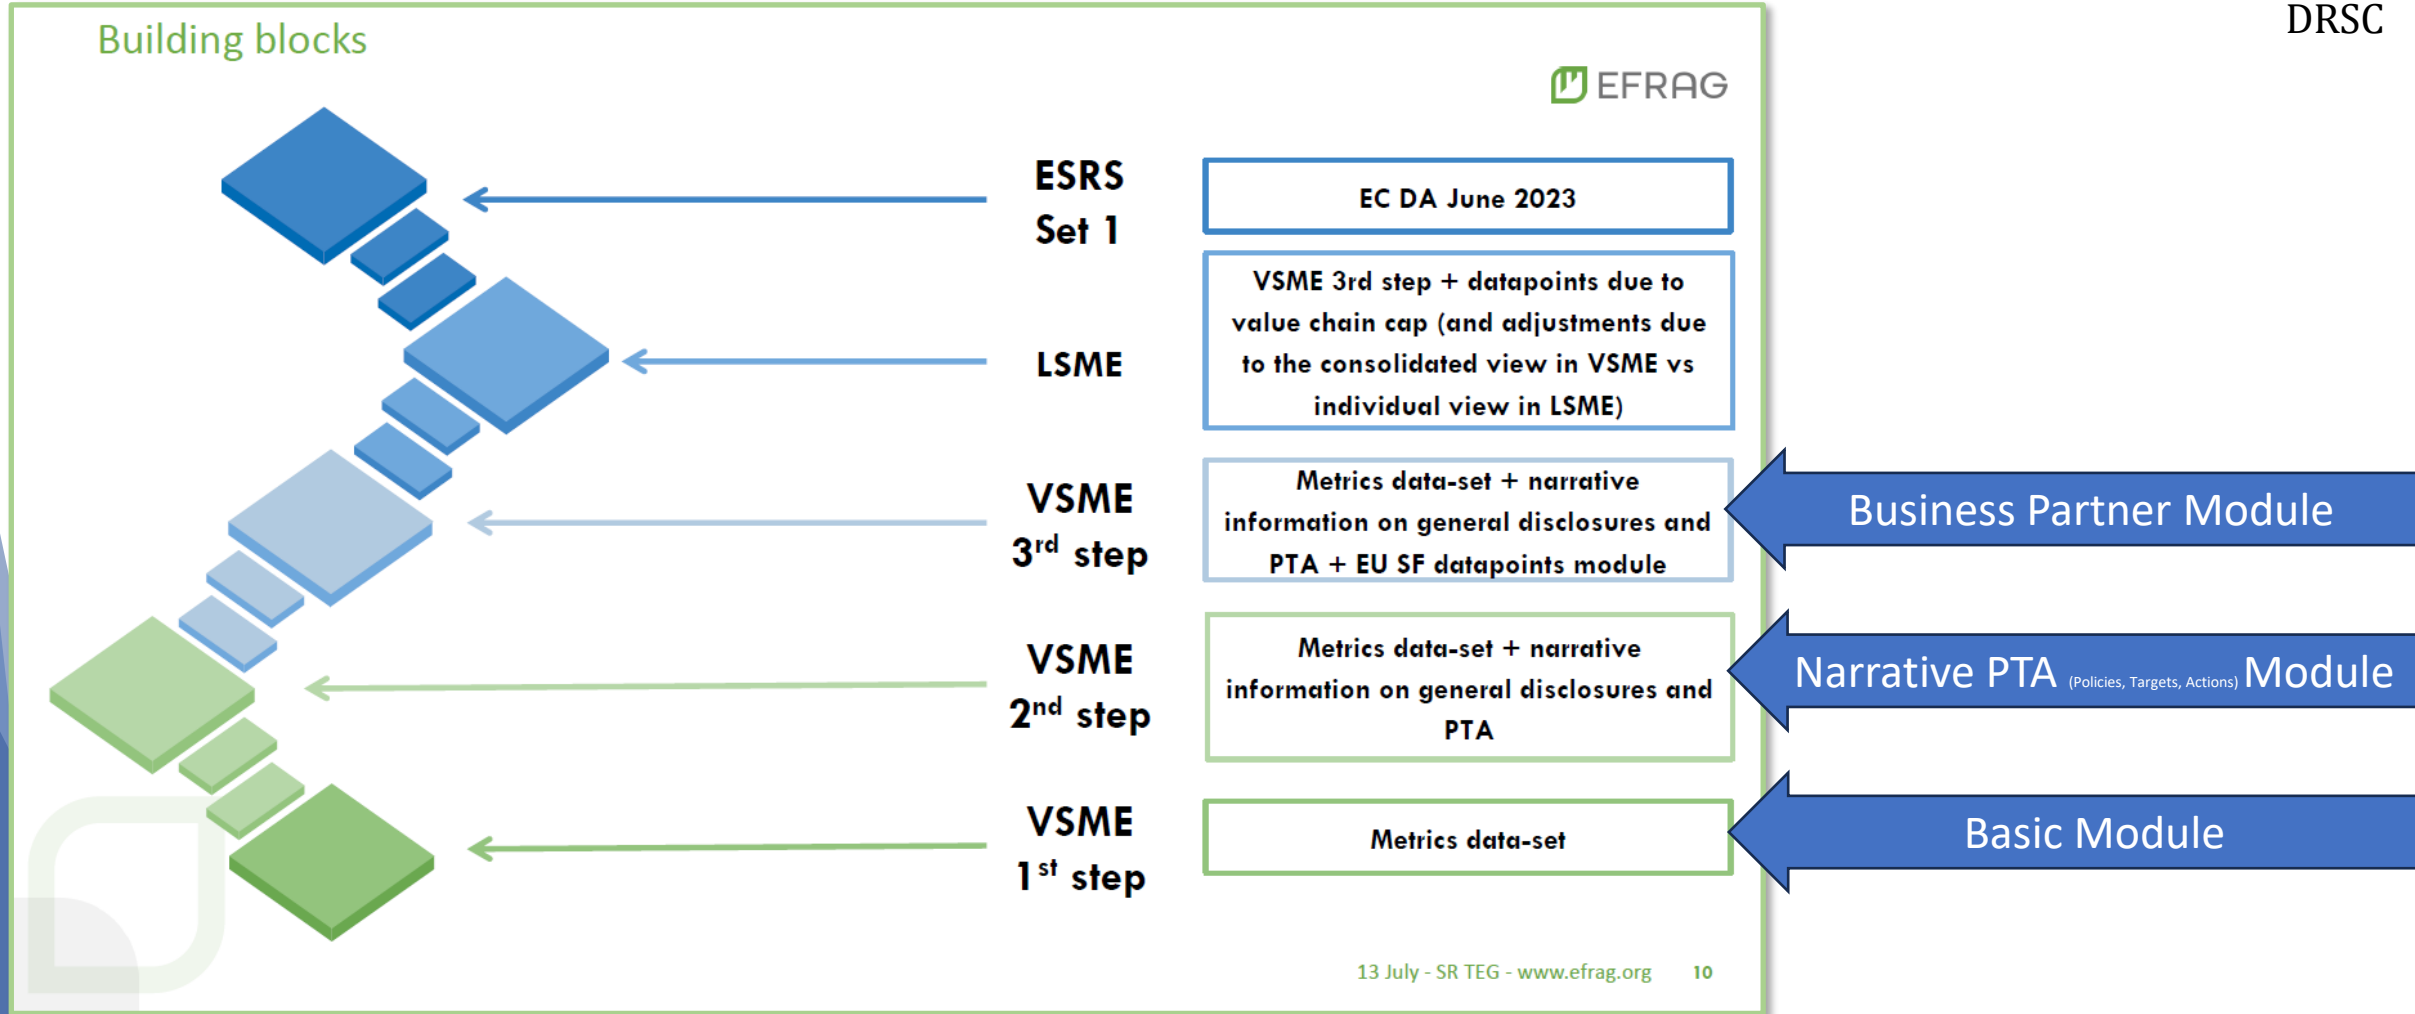 DRSC
Building blocks
EFRAG
ESRS
Set 1
EC DA June 2023
LSME
VSME 3rd step + datapoints due to
value chain cap (and adjustments due
to the consolidated view in VSME vs
individual view in LSME)
VSME
3rd step
Metrics data-set + narrative
information on general disclosures and
PTA + EU SF datapoints module
Business Partner Module
VSME
2nd step
Metrics data-set + narrative
information on general disclosures and
PTA
Narrative PTA (Policies, Targets, Actions) Module
VSME
1st step
Metrics data-set
Basic Module
13 July - SR TEG - www.efrag.org 10